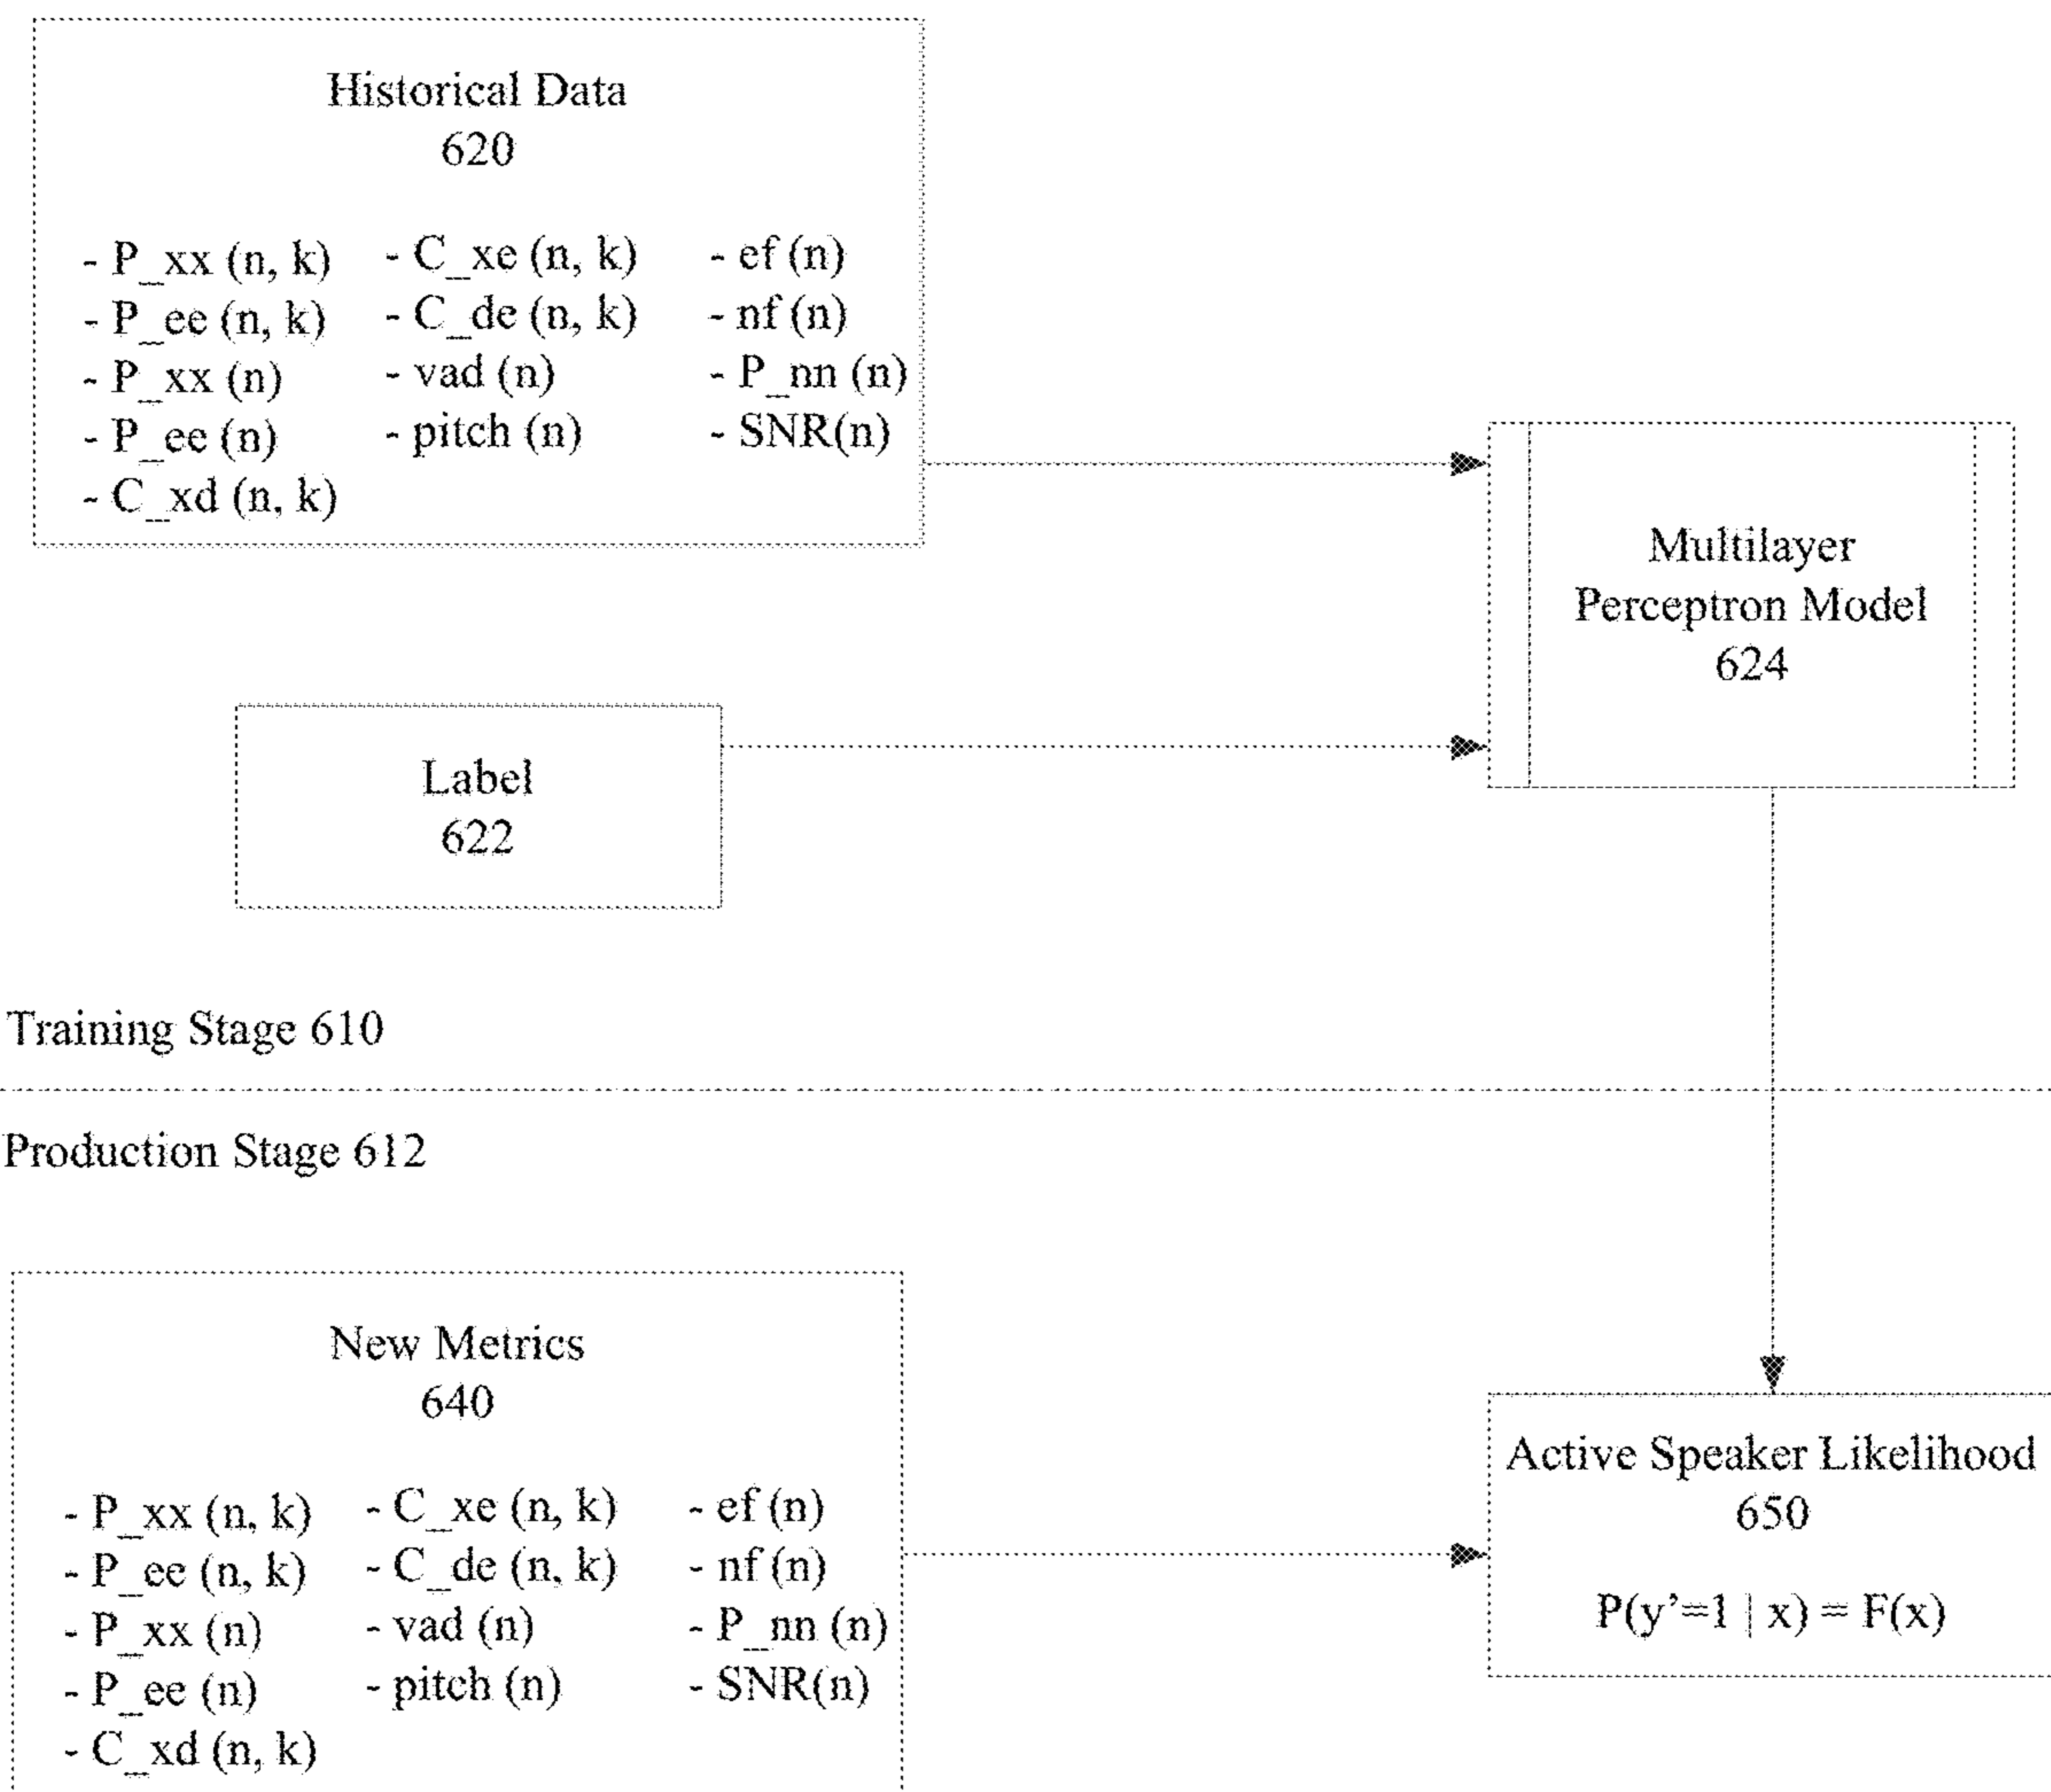 Historical Data
620
- P_xx (n, k)
- P_ee (n, k)
- P_xx (n)
- P_ee (n)
- C_xd (n, k)
- C_xe (n, k)
- C_de (n, k)
- vad (n)
- pitch (n)
- ef (n)
- nf (n)
- P_nn (n)
- SNR(n)
Multilayer
Perceptron Model
624
Label
622
Training Stage 610
Production Stage 612
New Metrics
640
- P_xx (n, k)
- P_ee (n, k)
- P_xx (n)
- P_ee (n)
- C_xd (n, k)
- C_xe (n, k)
- C_de (n, k)
- vad (n)
- pitch (n)
- ef (n)
- nf (n)
- P_nn (n)
- SNR(n)
Active Speaker Likelihood
650
P(y’=1 | x) = F(x)